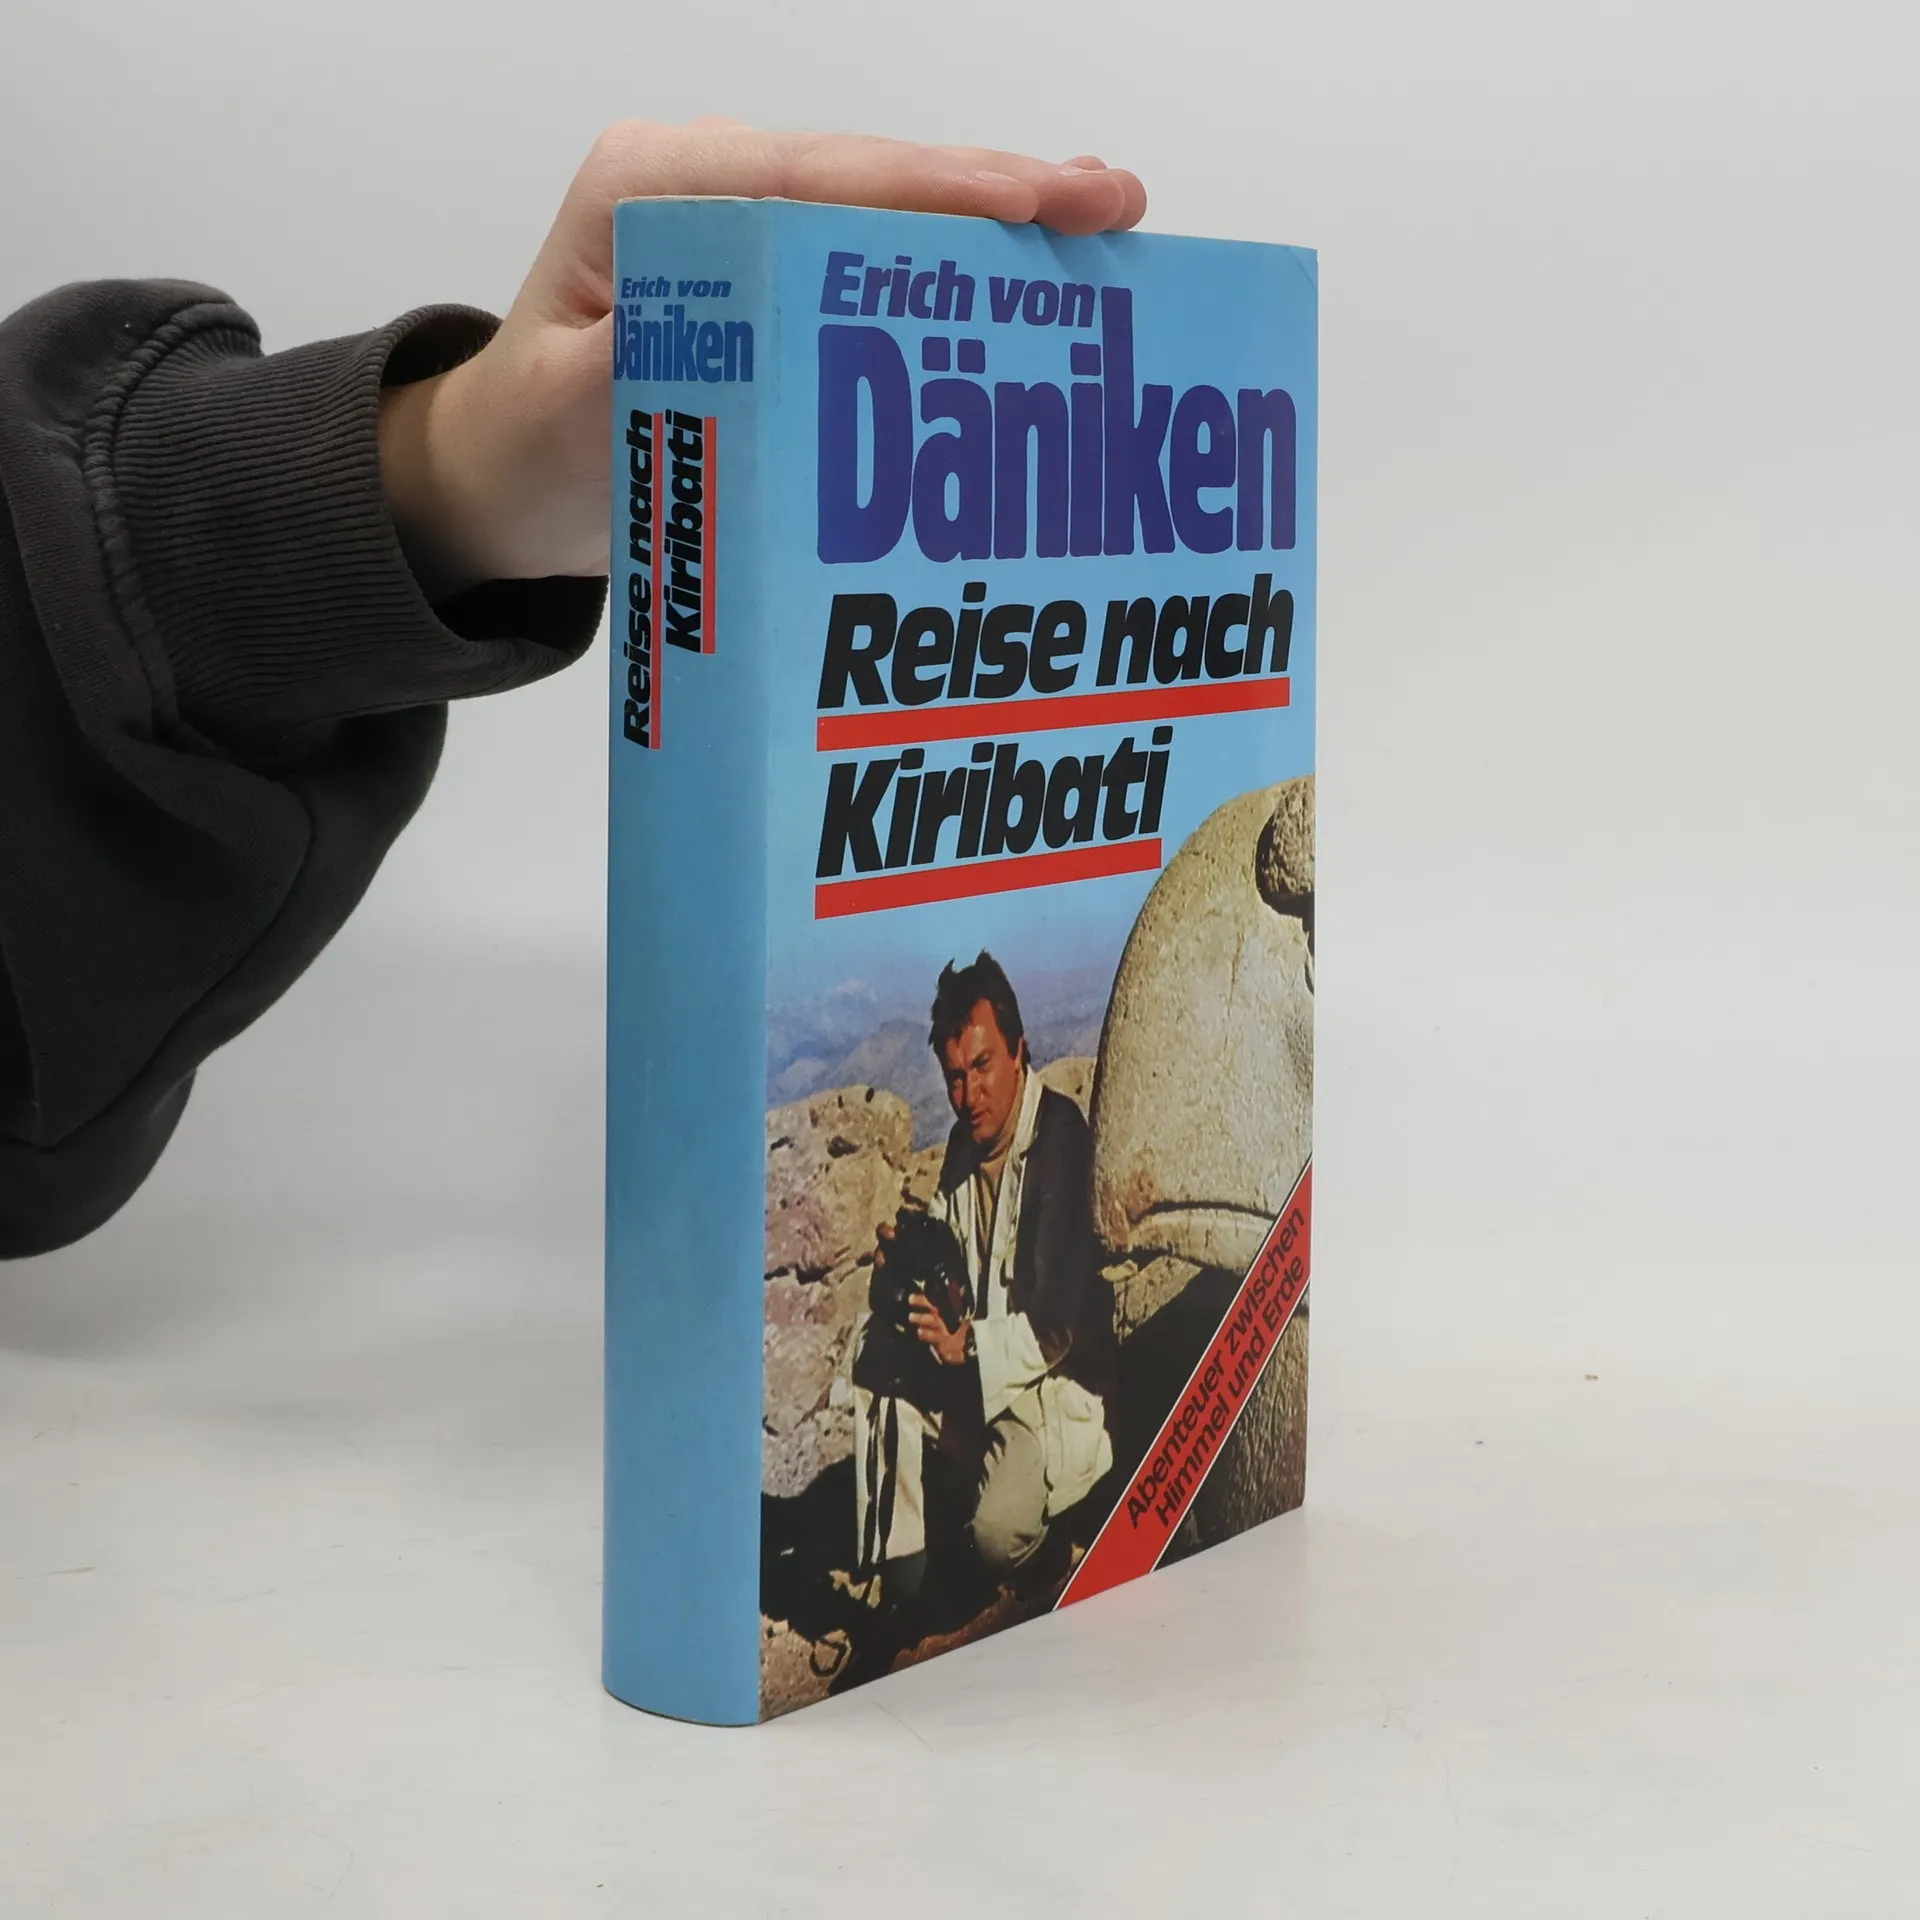 Erich von
Däniken
Reise nach
Kiribati
Erich von
Däniken
Reise nach
Kiribati
Abenteuer zwischen
Himmel und Erde